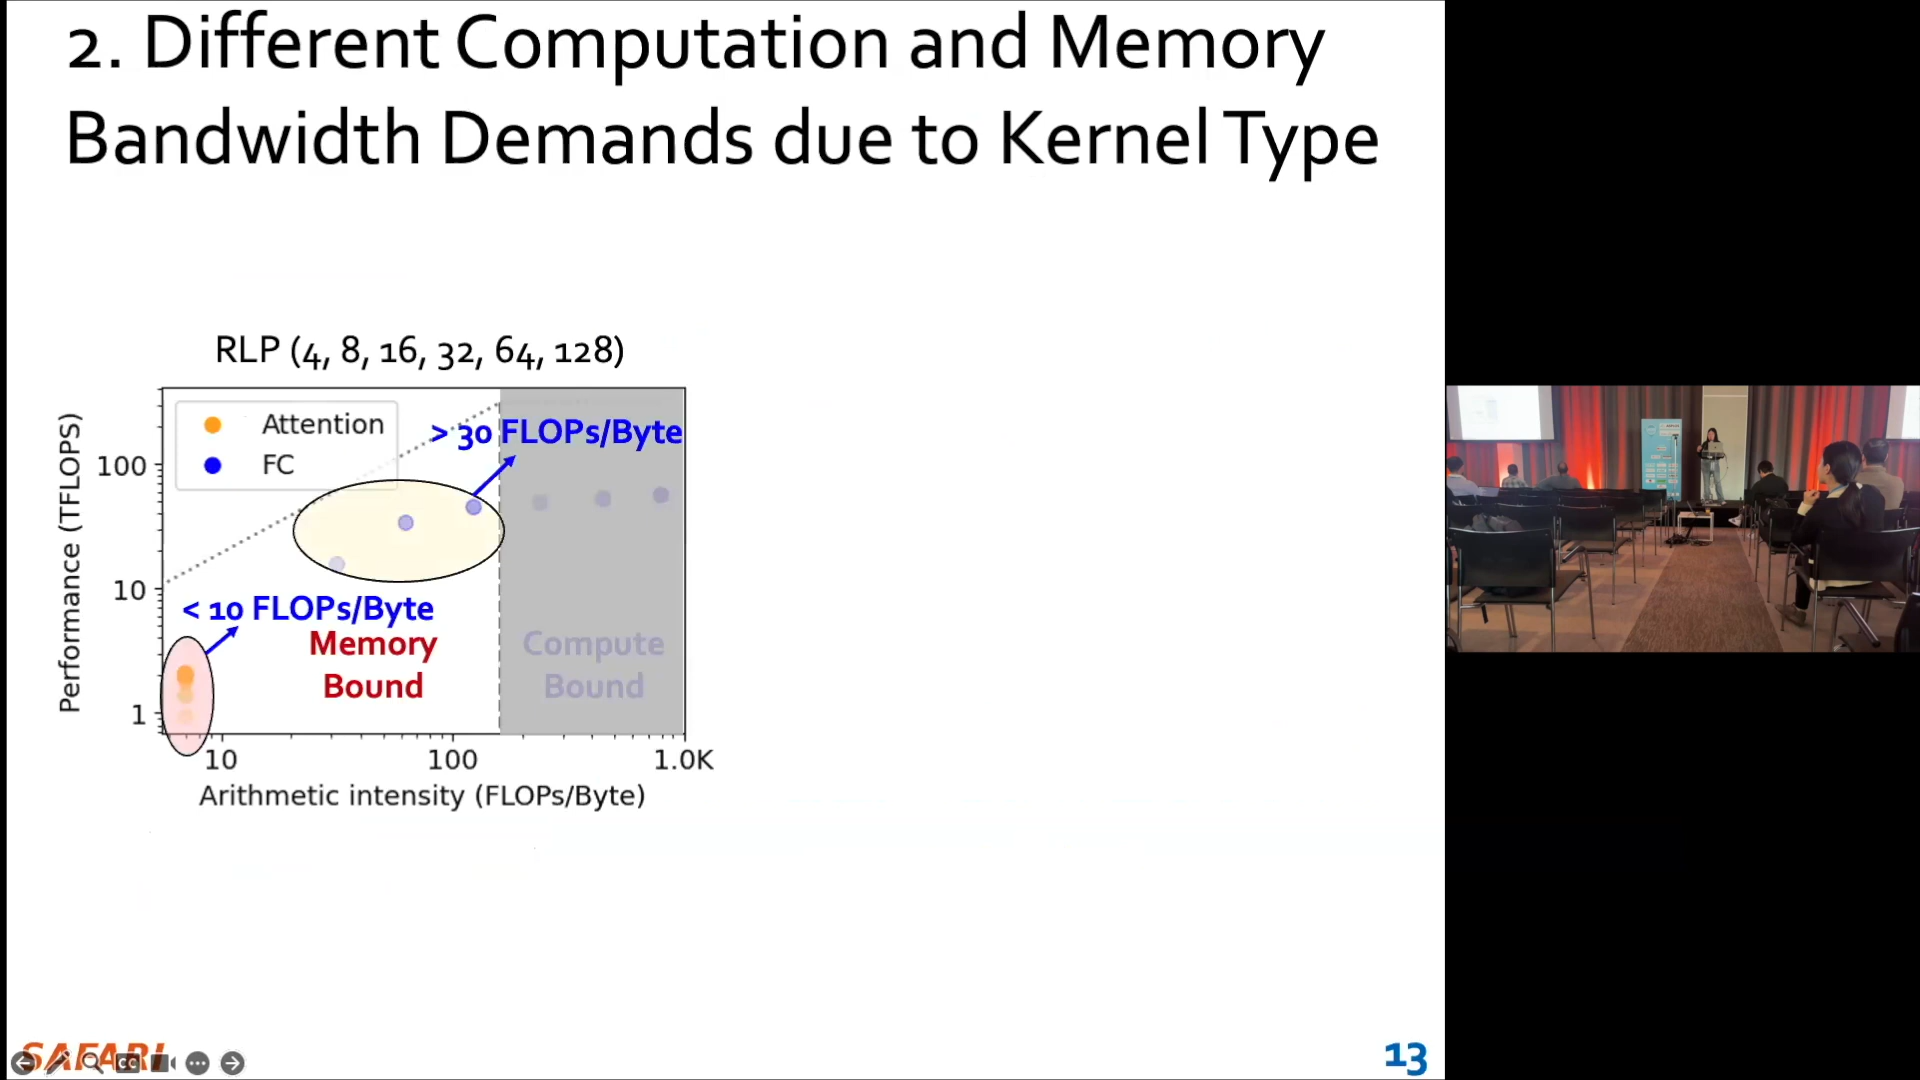 2. Different Computation and Memory
Bandwidth Demands due to Kernel Type
RLP (4, 8, 16, 32, 64, 128)
Attention
FC
> 30 FLOPs/Byte
< 10 FLOPs/Byte
Memory
Bound
Compute
Bound
Performance (TFLOPS)
100
10
1
10
100
1.0K
Arithmetic intensity (FLOPs/Byte)
SAFARI
CC
13